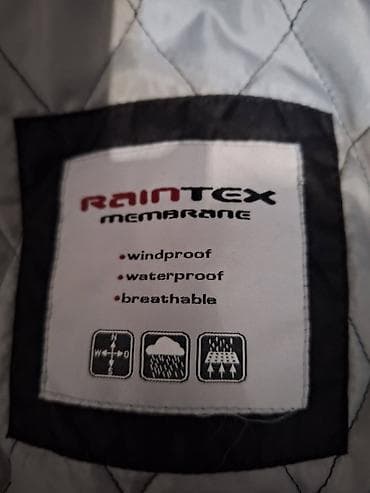 RainTEX
MEMBRANE
•windproof
•waterproof
•breathable
N
W O
S